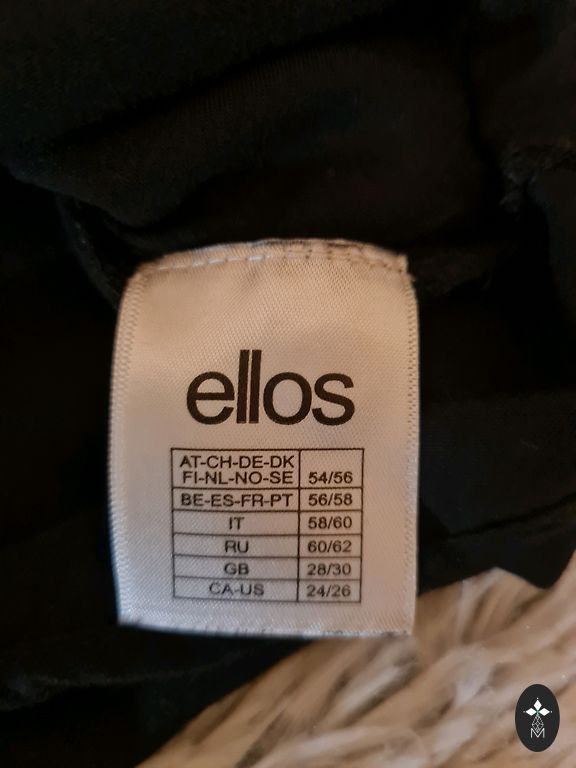 ellos
AT-CH-DE-DK
FI-NL-NO-SE 54/56
BE-ES-FR-PT 56/58
IT 58/60
RU 60/62
GB 28/30
CA-US 24/26
M